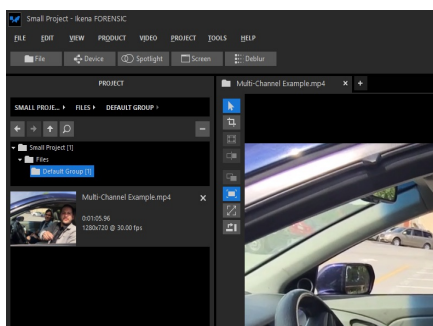 Small Project - Ikena FORENSIC
FILE EDIT VIEW PRODUCT VIDEO PROJECT TOOLS HELP
File Device Spotlight Screen Deblur
PROJECT
Multi-Channel Example.mp4 × +
SMALL PROJE... FILES DEFAULT GROUP
Small Project [1]
Files
Default Group [1]
Multi-Channel Example.mp4 ×
0:01:05.96
1280x720 @ 30.00 fps